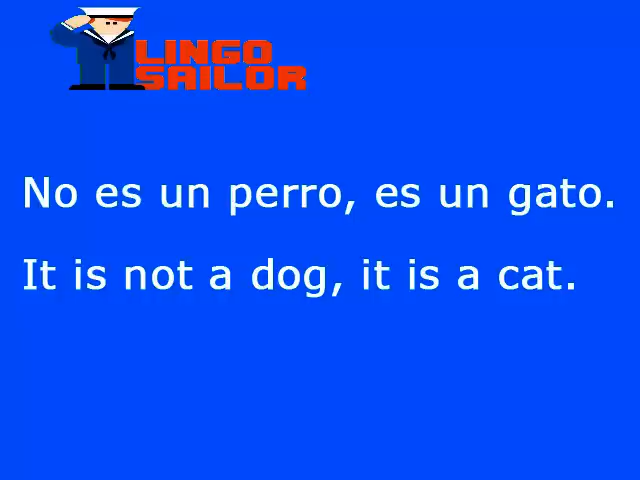 LINGO
SAILOR
No es un perro, es un gato.
It is not a dog, it is a cat.